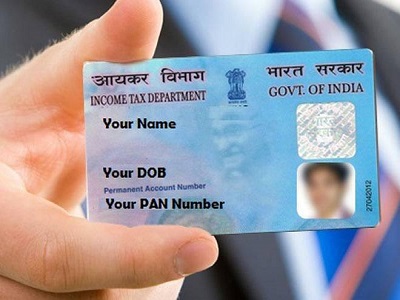 आयकर विभाग
INCOME TAX DEPARTMENT
भारत सरकार
GOVT. OF INDIA
Your Name
Your DOB
Permanent Account Number
Your PAN Number
27042012